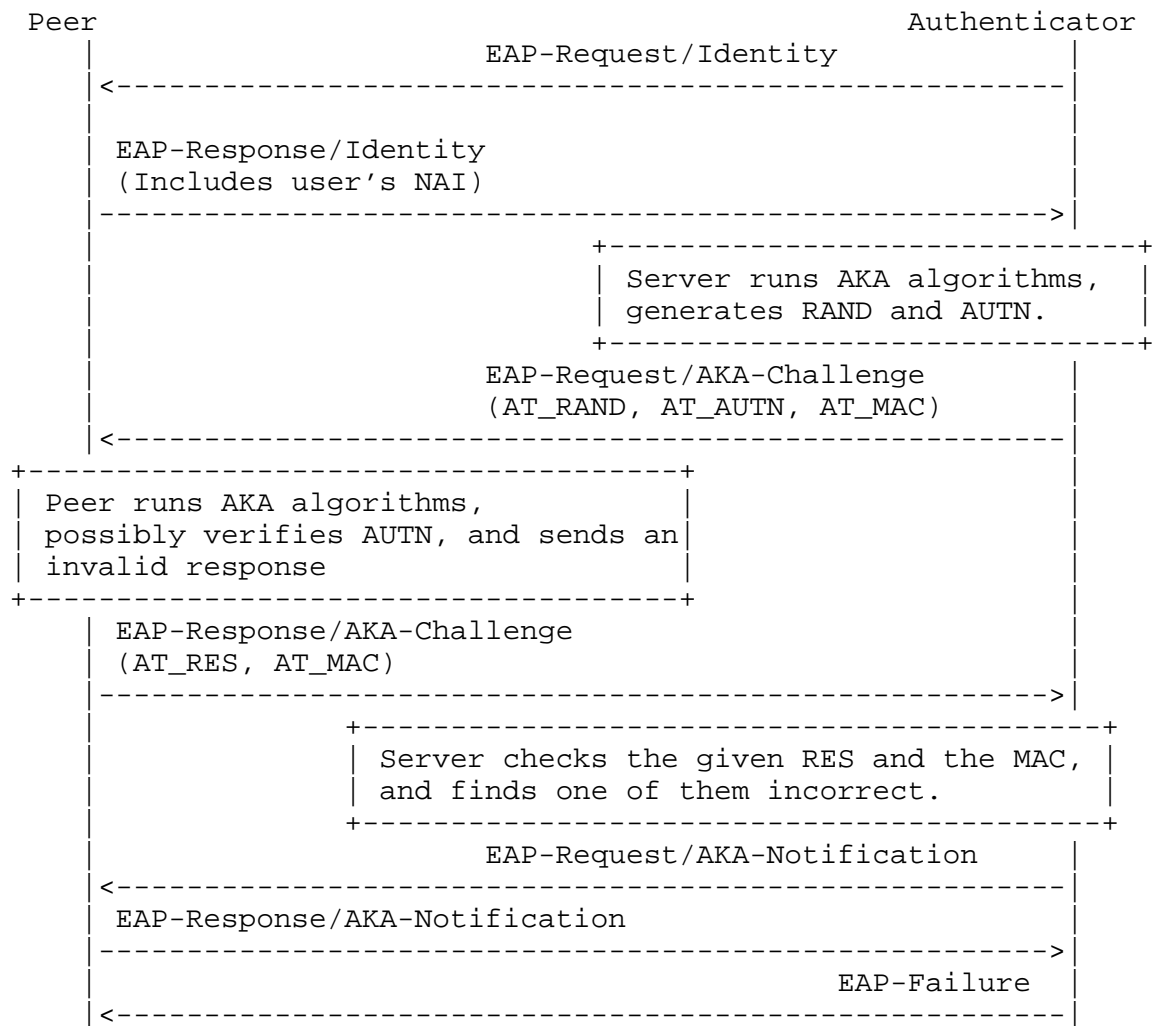 Peer Authenticator
EAP-Request/Identity
EAP-Response/Identity
(Includes user's NAI)
Server runs AKA algorithms,
generates RAND and AUTN.
EAP-Request/AKA-Challenge
(AT_RAND, AT_AUTN, AT_MAC)
Peer runs AKA algorithms,
possibly verifies AUTN, and sends an
invalid response
EAP-Response/AKA-Challenge
(AT_RES, AT_MAC)
Server checks the given RES and the MAC,
and finds one of them incorrect.
EAP-Request/AKA-Notification
EAP-Response/AKA-Notification
EAP-Failure